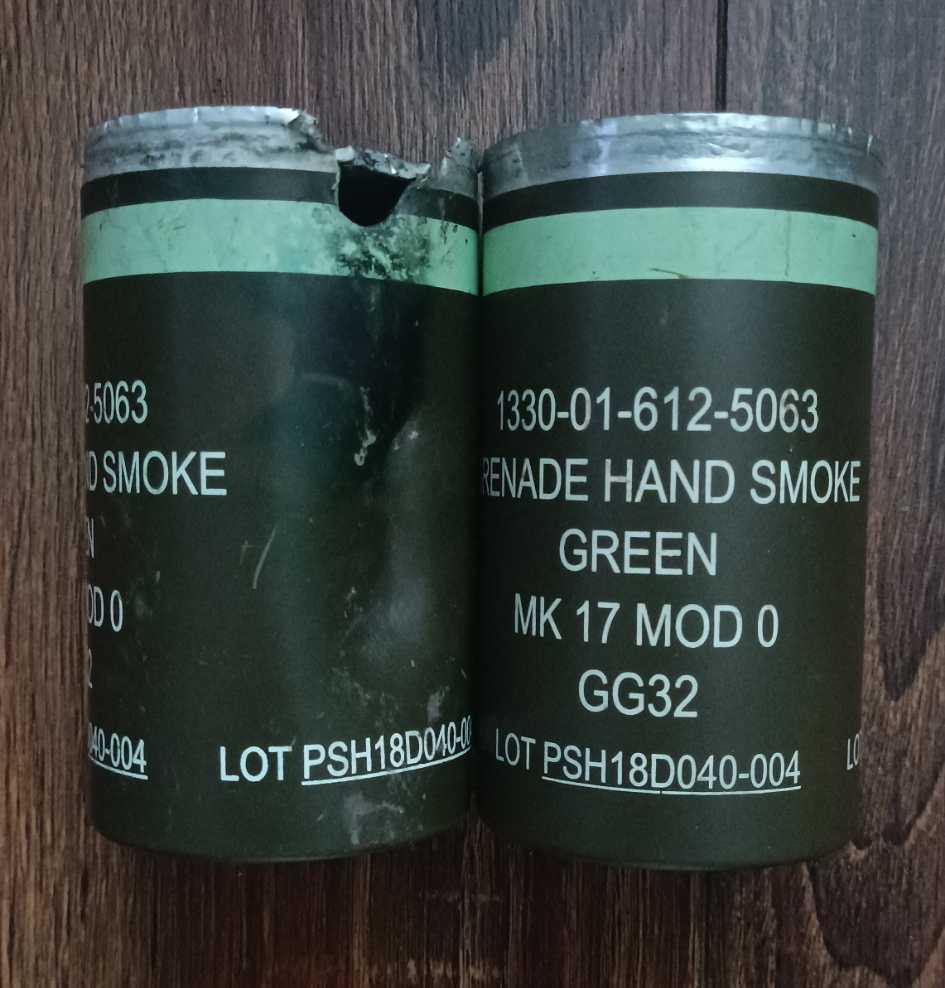 2-5063
D SMOKE
N
OD 0
2
040-004
LOT PSH18D040-00
1330-01-612-5063
RENADE HAND SMOKE
GREEN
MK 17 MOD 0
GG32
LOT PSH18D040-004
LO